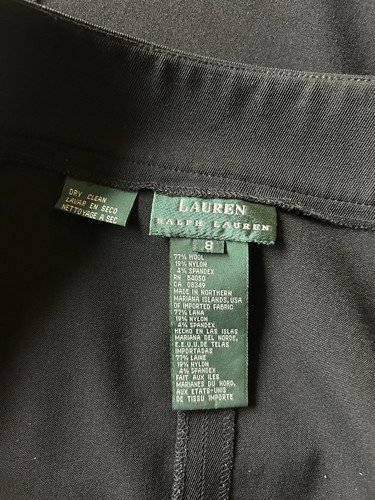 DRY CLEAN
LAVAR EN SECO
NETTOYAGE A SEC
LAUREN
RALPH LAUREN
8
77% WOOL
19% NYLON
4% SPANDEX
RN 54050
CA 08349
MADE IN NORTHERN
MARIANA ISLANDS, USA
OF IMPORTED FABRIC
77% LANA
19% NYLON
4% SPANDEX
HECHO EN LAS ISLAS
MARIANA DEL NORDE,
E.E.U.U. DE TELAS
IMPORTADAS
77% LAINE
19% NYLON
4% SPANDEX
FAIT AUX ILES
MARIANES DU NORD,
AUX ETATS-UNIS
DE TISSU IMPORTE